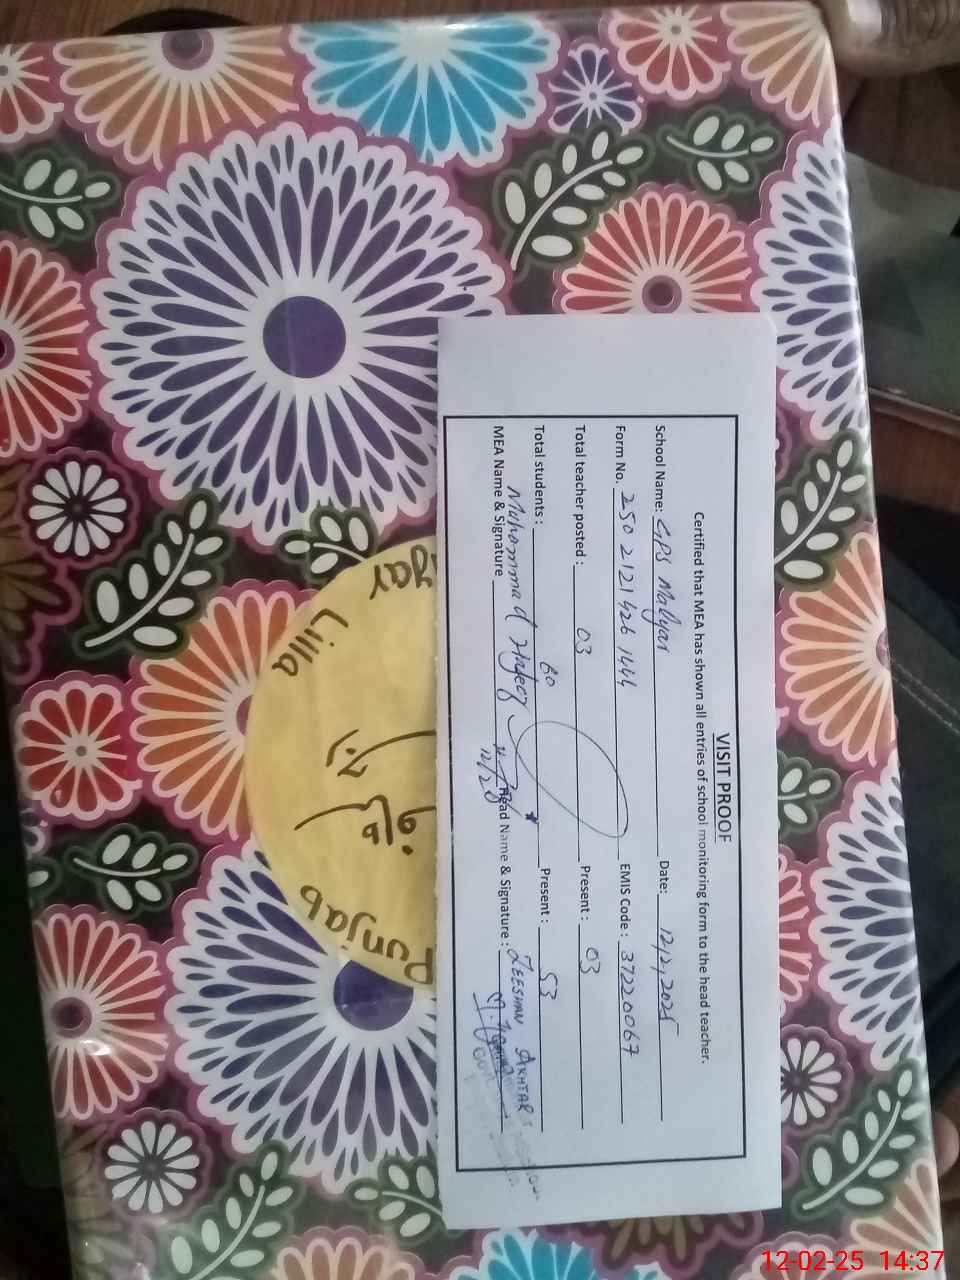 VISIT PROOF
Certified that MEA has shown all entries of school monitoring form to the head teacher.
School Name: GPS Malyar Date: 12/2/2025
Form No. 250 2121426 1444 EMIS Code : 37220067
Total teacher posted : 03 Present : 03
Total students : 60 Present : 53
MEA Name & Signature Mohammad Hafeez Head Name & Signature : ZEESHAN AKHTAR
Lilla
Punjab
12-02-25 14:37